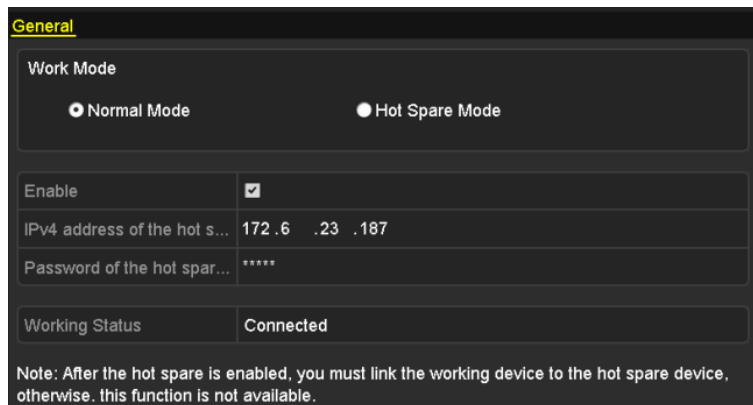 General
Work Mode
Normal Mode Hot Spare Mode
Enable
IPv4 address of the hot s... 172 .6 .23 .187
Password of the hot spar... *****
Working Status Connected
Note: After the hot spare is enabled, you must link the working device to the hot spare device,
otherwise. this function is not available.